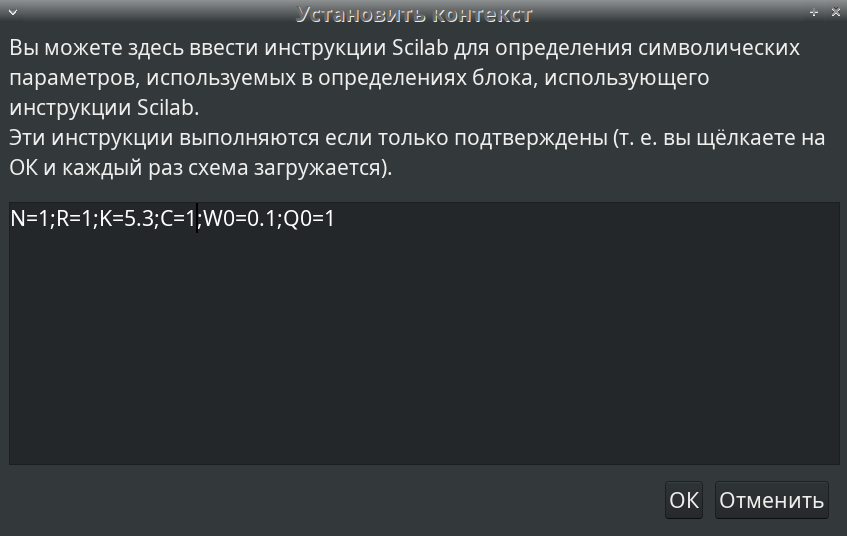 Установить контекст
Вы можете здесь ввести инструкции Scilab для определения символических
параметров, используемых в определениях блока, использующего
инструкции Scilab.
Эти инструкции выполняются если только подтверждены (т. е. вы щёлкаете на
ОК и каждый раз схема загружается).
N=1;R=1;K=5.3;C=1;W0=0.1;Q0=1
ОК
Отменить